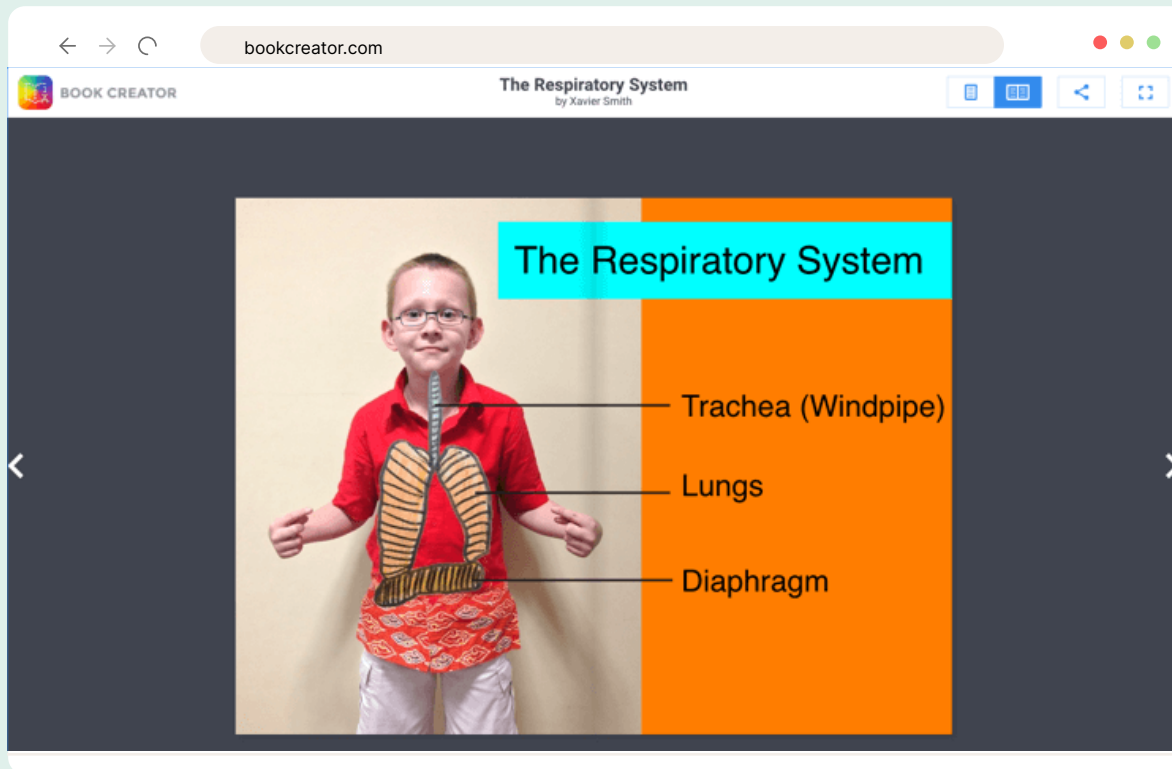 bookcreator.com
BOOK CREATOR
The Respiratory System
by Xavier Smith
The Respiratory System
Trachea (Windpipe)
Lungs
Diaphragm